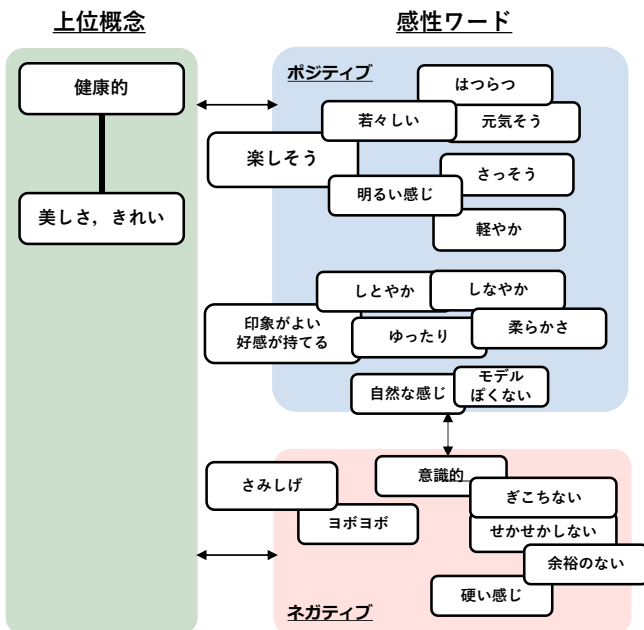 上位概念
感性ワード
ポジティブ
健康的
美しさ，きれい
はつらつ
若々しい
元気そう
楽しそう
さっそう
明るい感じ
軽やか
しとやか
しなやか
印象がよい
好感が持てる
ゆったり
柔らかさ
自然な感じ
モデル
ぽくない
意識的
さみしげ
ぎこちない
ヨボヨボ
せかせかしない
余裕のない
硬い感じ
ネガティブ